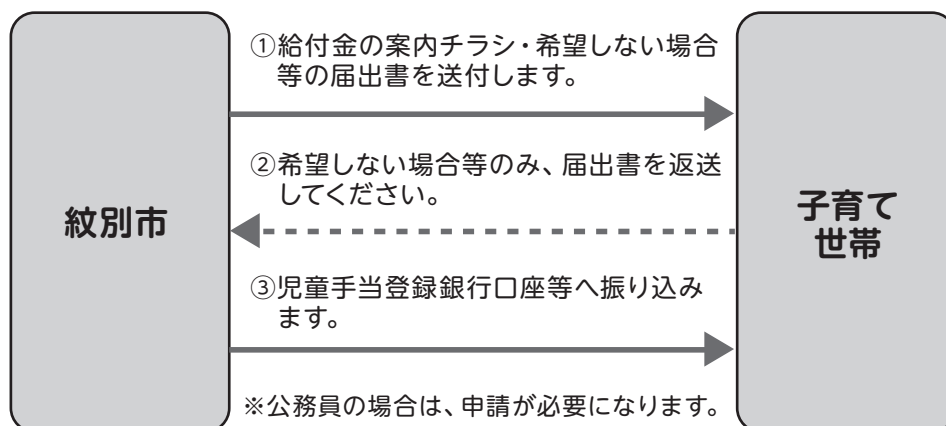 ①給付金の案内チラシ・希望しない場合
等の届出書を送付します。
②希望しない場合等のみ、届出書を返送
してください。
紋別市
子育て
世帯
③児童手当登録銀行口座等へ振り込み
ます。
※公務員の場合は、申請が必要になります。